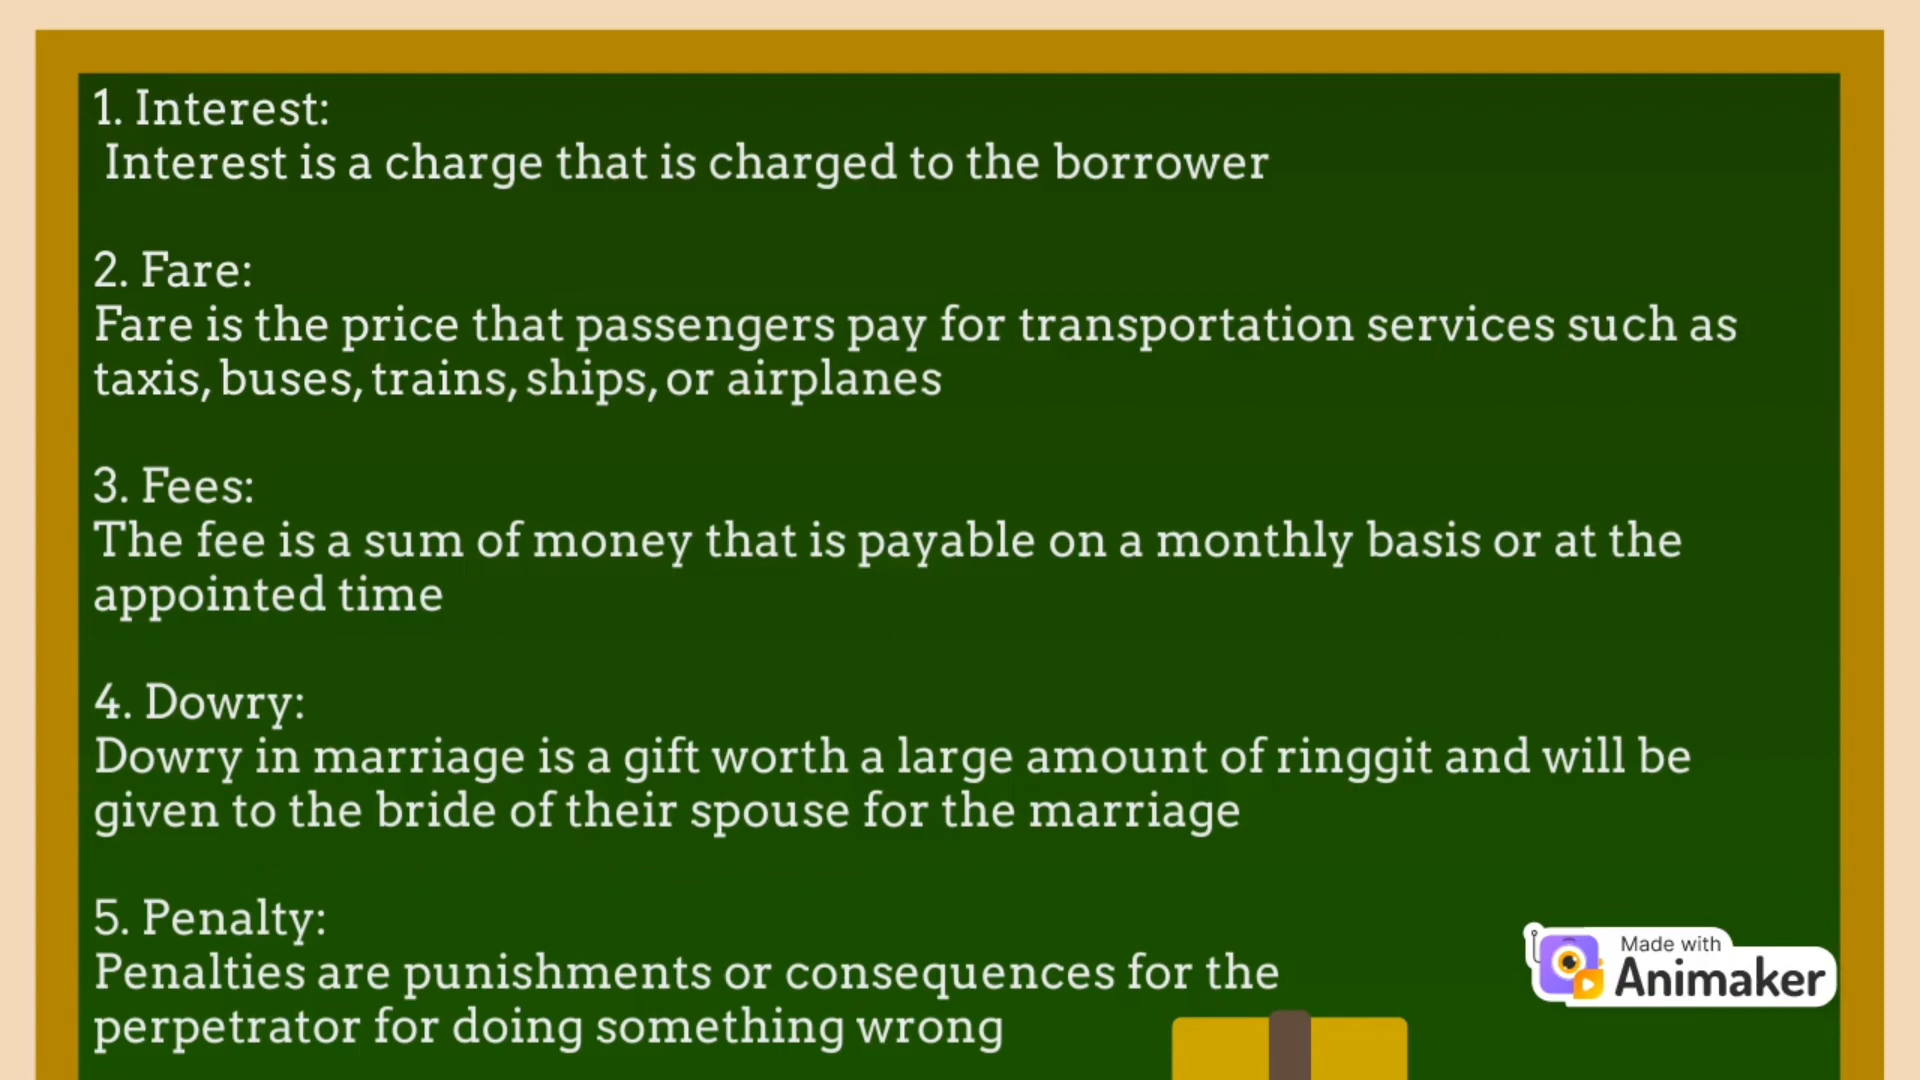 1. Interest:
Interest is a charge that is charged to the borrower
2. Fare:
Fare is the price that passengers pay for transportation services such as
taxis, buses, trains, ships, or airplanes
3. Fees:
The fee is a sum of money that is payable on a monthly basis or at the
appointed time
4. Dowry:
Dowry in marriage is a gift worth a large amount of ringgit and will be
given to the bride of their spouse for the marriage
5. Penalty:
Penalties are punishments or consequences for the
perpetrator for doing something wrong
Made with
Animaker